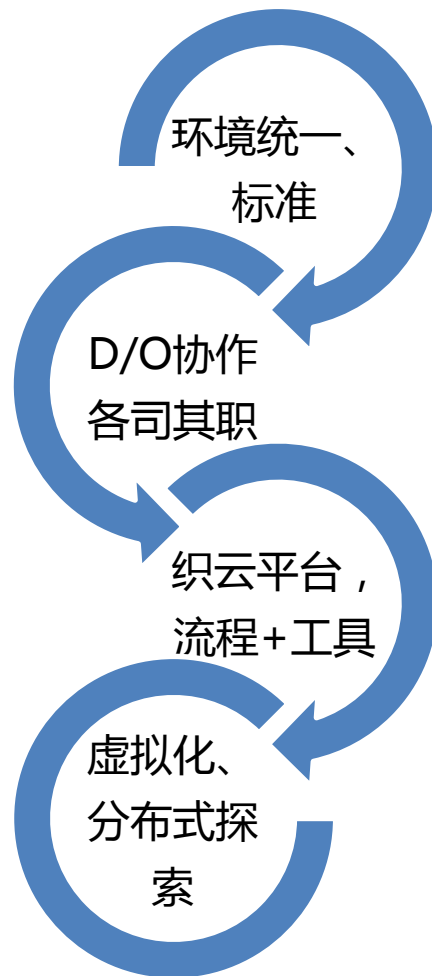 环境统一、
标准
D/O协作
各司其职
织云平台，
流程+工具
虚拟化、
分布式探
索